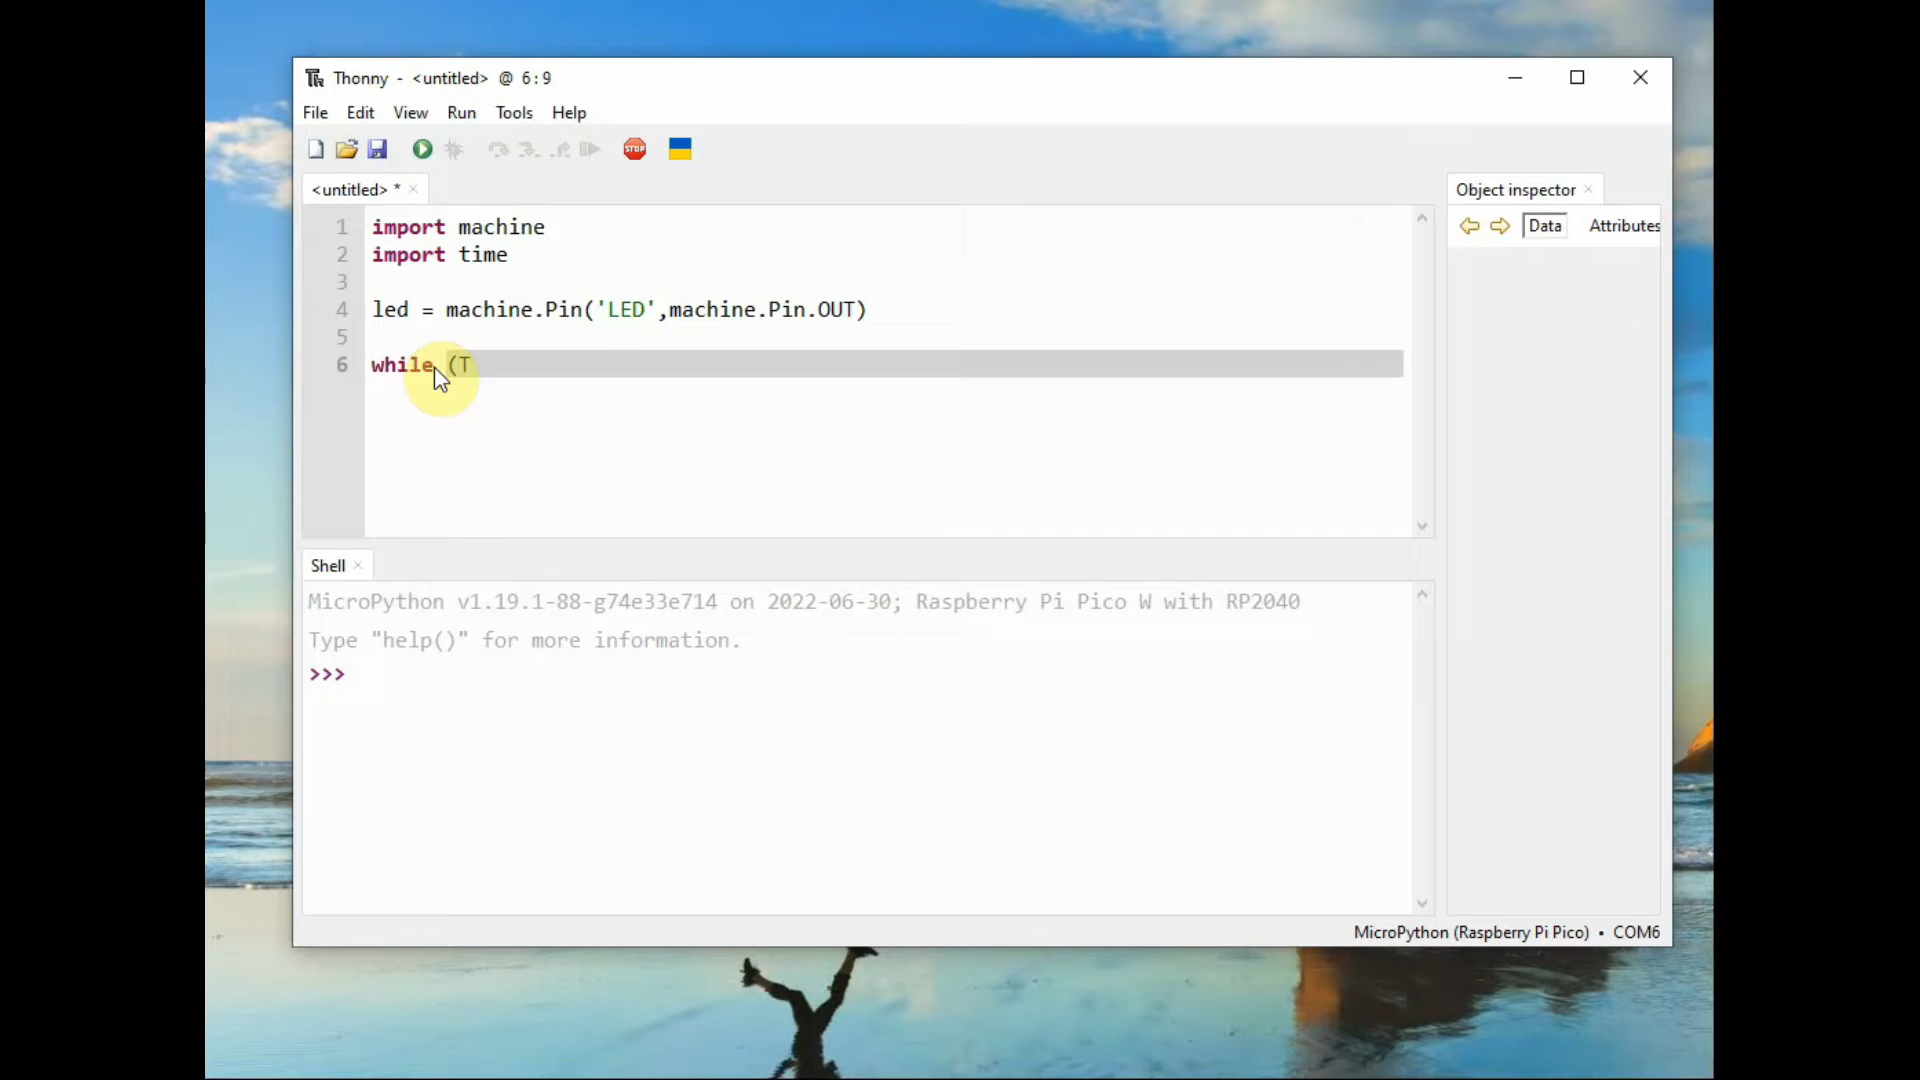 Thonny - <untitled> @ 6:9
File Edit View Run Tools Help
STOP
<untitled> *
Object inspector
Data Attributes
1 import machine
2 import time
3
4 led = machine.Pin('LED',machine.Pin.OUT)
5
6 while (T
Shell
MicroPython v1.19.1-88-g74e33e714 on 2022-06-30; Raspberry Pi Pico W with RP2040
Type "help()" for more information.
>>>
MicroPython (Raspberry Pi Pico) • COM6